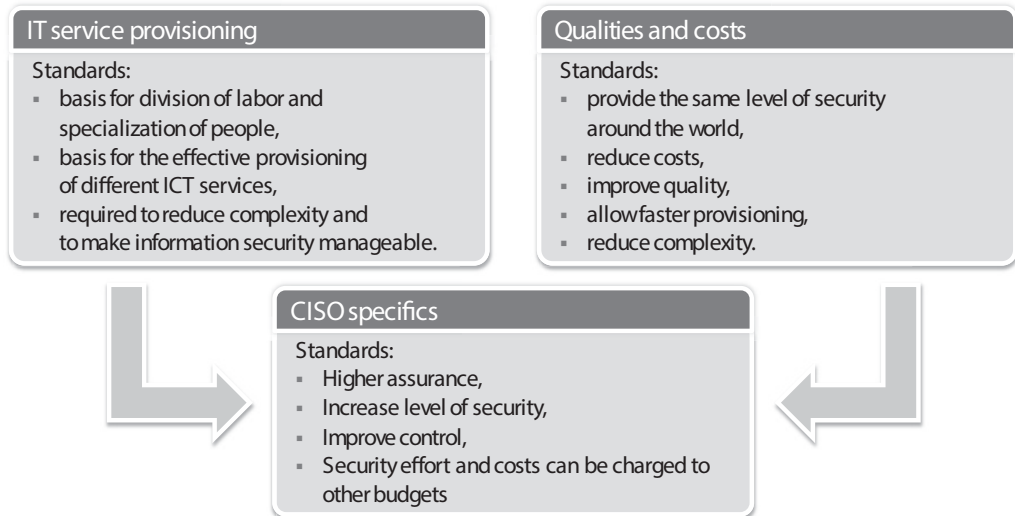 IT service provisioning
Standards:
▪ basis for division of labor and
specialization of people,
▪ basis for the effective provisioning
of different ICT services,
▪ required to reduce complexity and
to make information security manageable.
Qualities and costs
Standards:
▪ provide the same level of security
around the world,
▪ reduce costs,
▪ improve quality,
▪ allow faster provisioning,
▪ reduce complexity.
CISO specifics
Standards:
▪ Higher assurance,
▪ Increase level of security,
▪ Improve control,
▪ Security effort and costs can be charged to
other budgets